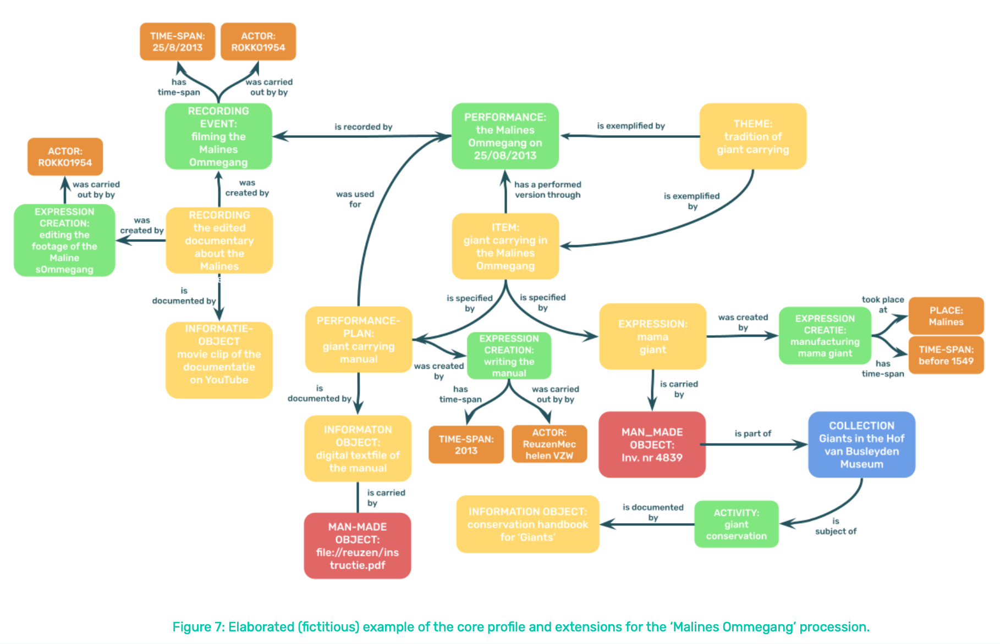 TIME-SPAN:
25/8/2013
ACTOR:
ROKKO1954
has
time-span
was carried
out by by
RECORDING
EVENT:
filming the
Malines
Ommegang
is recorded by
PERFORMANCE:
the Malines
Ommegang on
25/08/2013
is exemplified by
THEME:
tradition of
giant carrying
ACTOR:
ROKKO1954
was carried
out by by
was
created by
was used
for
has a performed
version through
is exemplified
by
EXPRESSION
CREATION:
editing the
footage of the
Maline
sOmmegang
was
created by
RECORDING
the edited
documentary
about the
Malines
ITEM:
giant carrying in
the Malines
Ommegang
is
documented by
is specified
by
is specified
by
INFORMATIE-
OBJECT
movie clip of the
documentatie
on YouTube
PERFORMANCE-
PLAN:
giant carrying
manual
was created
by
EXPRESSION
CREATION:
writing the
manual
EXPRESSION:
mama
giant
was created
by
EXPRESSION
CREATIE:
manufacturing
mama giant
took place
at
PLACE:
Malines
TIME-SPAN:
before 1549
has
time-span
is
documented by
has
time-span
was carried
out by by
is carried
by
INFORMATON
OBJECT:
digital textfile of
the manual
TIME-SPAN:
2013
ACTOR:
ReuzenMec
helen VZW
MAN_MADE
OBJECT:
Inv. nr 4839
is part of
COLLECTION
Giants in the Hof
van Busleyden
Museum
is carried
by
MAN-MADE
OBJECT:
file://reuzen/ins
tructie.pdf
INFORMATION OBJECT:
conservation handbook
for ‘Giants’
is documented
by
ACTIVITY:
giant
conservation
is
subject of
Figure 7: Elaborated (fictitious) example of the core profile and extensions for the ‘Malines Ommegang’ procession.